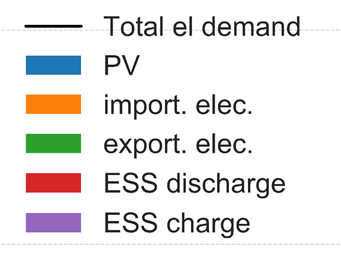 Total el demand
PV
import. elec.
export. elec.
ESS discharge
ESS charge